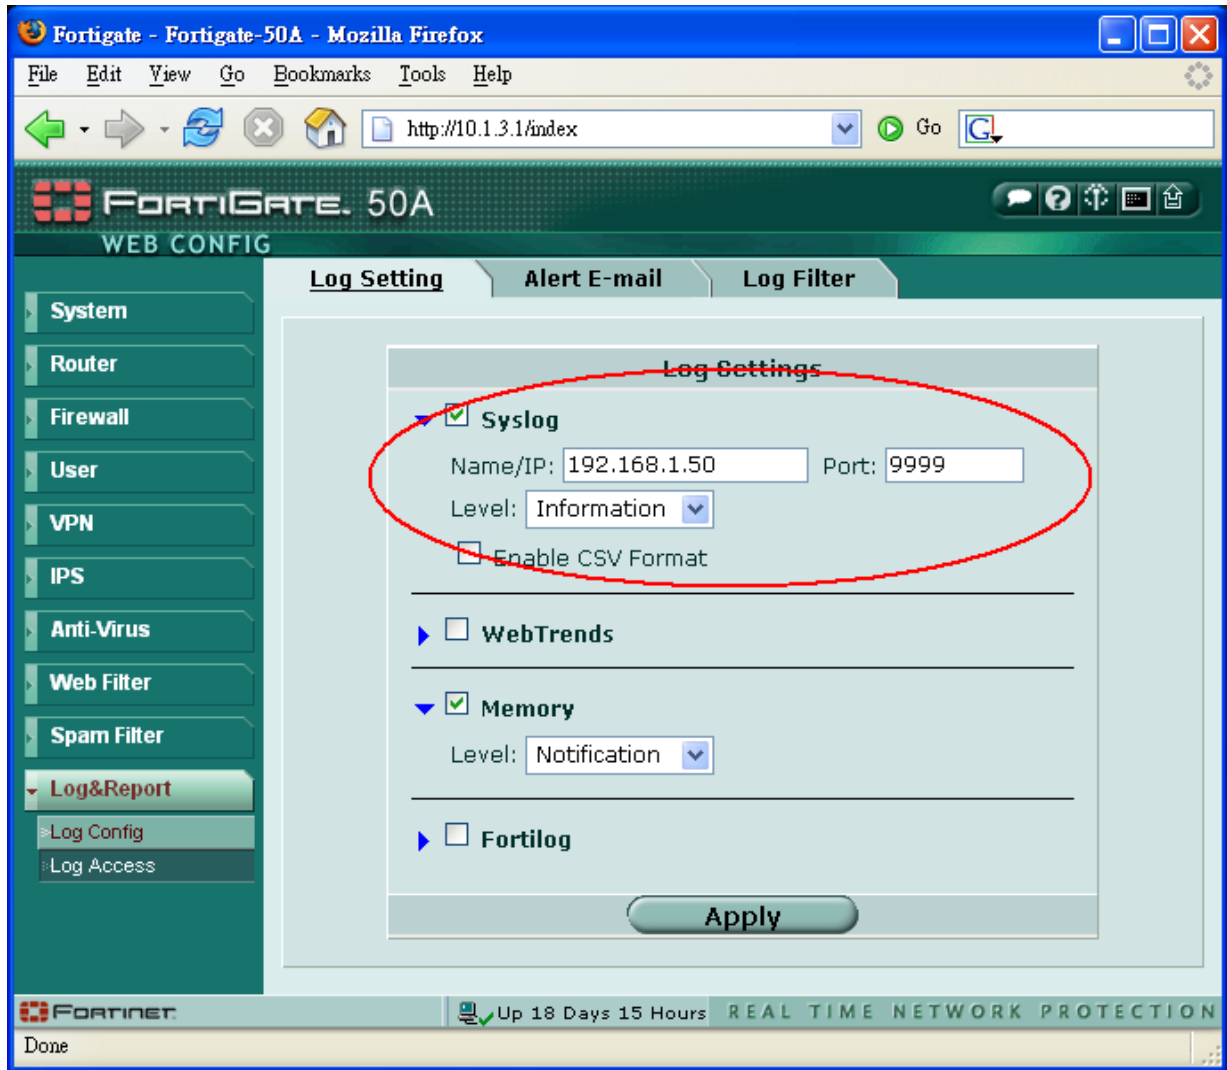 Fortigate - Fortigate-50A - Mozilla Firefox
File Edit View Go Bookmarks Tools Help
http://10.1.3.1/index Go G
FORTIGATE. 50A
WEB CONFIG
Log Setting Alert E-mail Log Filter
System
Router
Firewall
User
VPN
IPS
Anti-Virus
Web Filter
Spam Filter
Log&Report
Log Config
Log Access
Log Settings
Syslog
Name/IP: 192.168.1.50 Port: 9999
Level: Information
Enable CSV Format
WebTrends
Memory
Level: Notification
Fortilog
Apply
FORTINET Up 18 Days 15 Hours REAL TIME NETWORK PROTECTION
Done